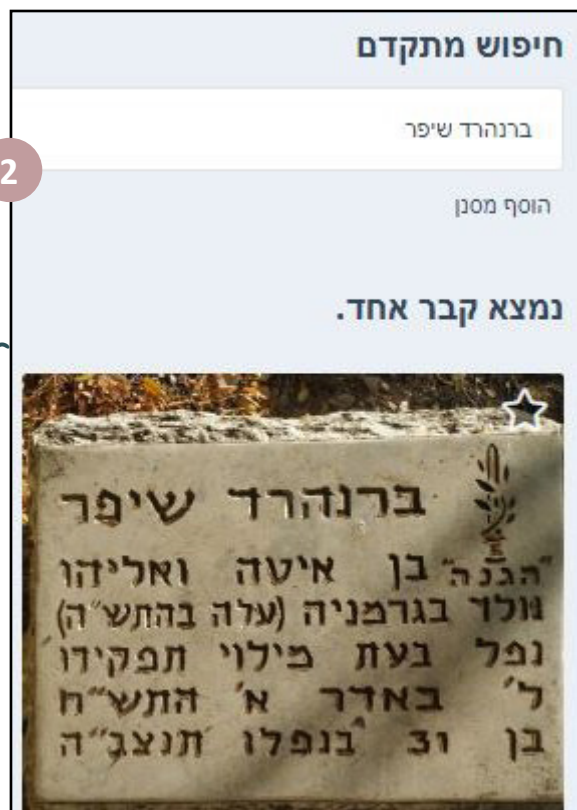 חיפוש מתקדם
ברנהרד שיפר
2
הוסף מסנן
נמצא קבר אחד.
ברנהרד שיפר
"הגנה" בן איטה ואליהו
נולד בגרמניה (עלה בהתש״ה)
נפל בעת מילוי תפקידו
ל׳ באדר א׳ התש״ח
בן 31 בנפלו תנצב״ה